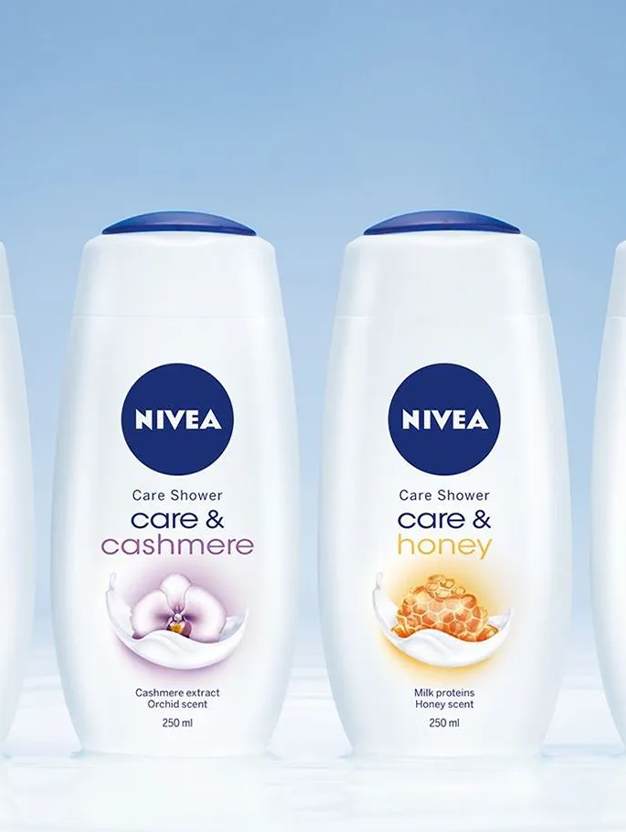 NIVEA
Care Shower
care &
cashmere
Cashmere extract
Orchid scent
250 ml
NIVEA
Care Shower
care &
honey
Milk proteins
Honey scent
250 ml